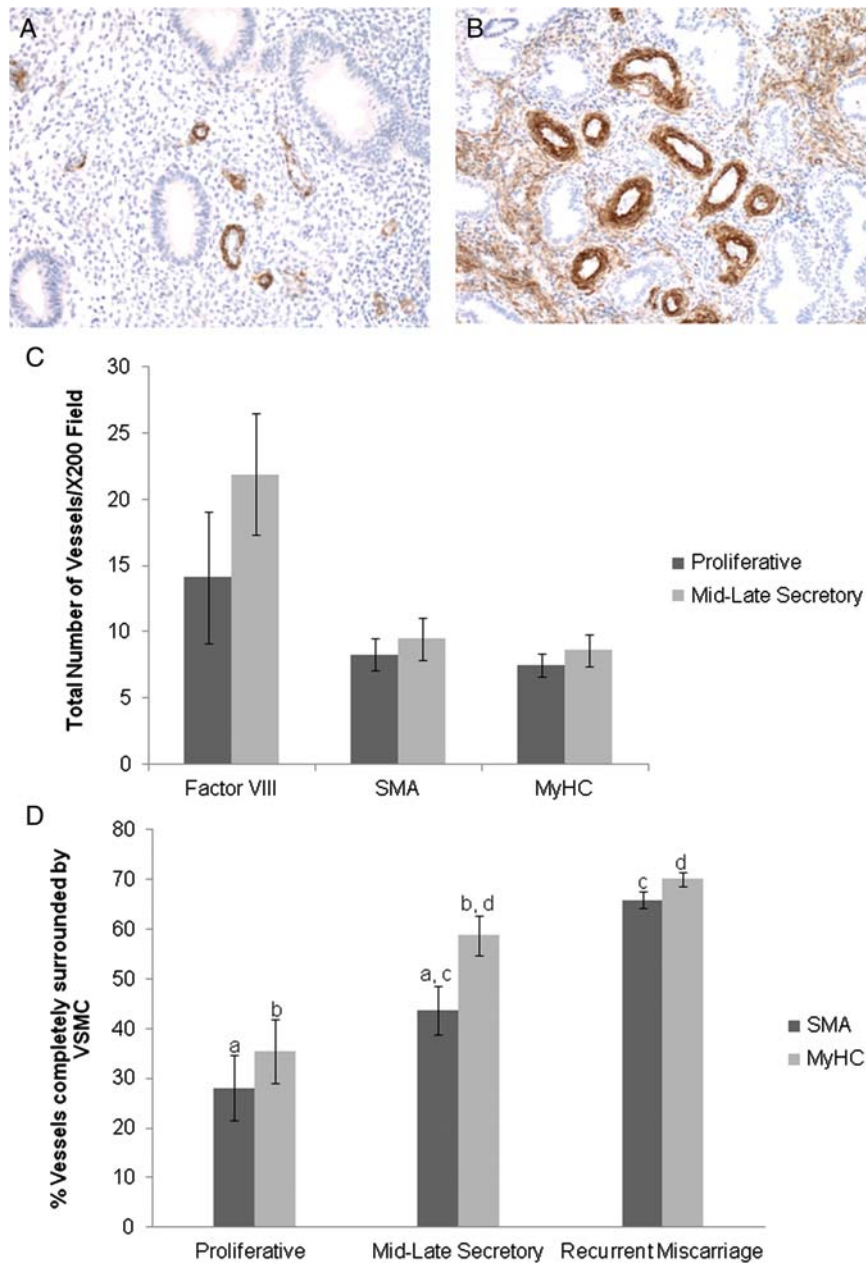 A
B
C
Total Number of Vessels/X200 Field
30
25
20
15
10
5
0
Factor VIII
SMA
MyHC
Proliferative
Mid-Late Secretory
D
% Vessels completely surrounded by
VSMC
80
70
60
50
40
30
20
10
0
a
b
a, c
b, d
c
d
Proliferative
Mid-Late Secretory
Recurrent Miscarriage
SMA
MyHC